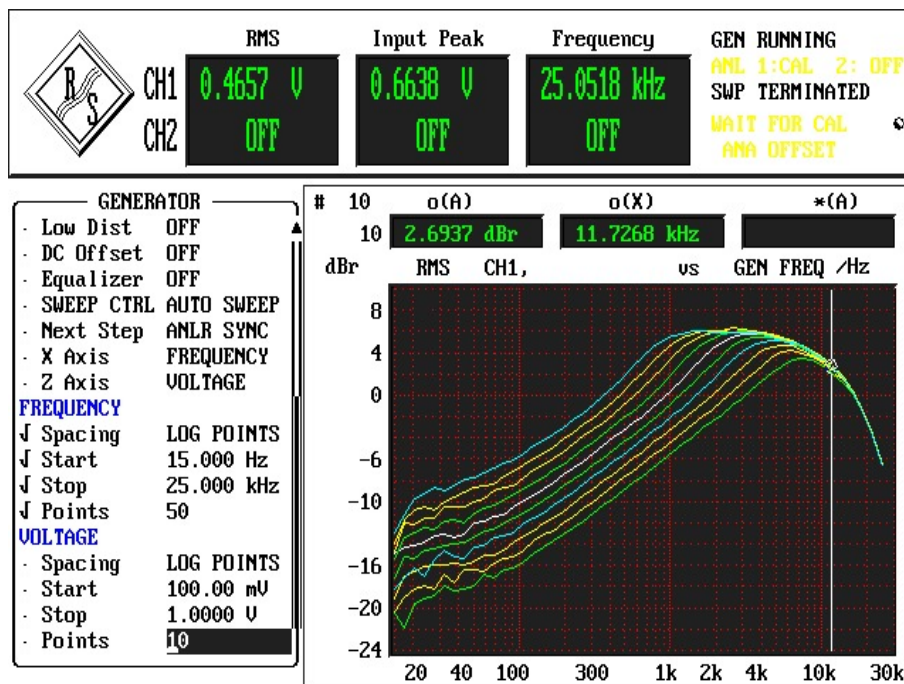 RMS Input Peak Frequency
R
S
CH1 0.4657 V 0.6638 V 25.0518 kHz
CH2 OFF OFF OFF
GEN RUNNING
ANL 1:CAL 2: OFF
SWP TERMINATED
WAIT FOR CAL
ANA OFFSET
GENERATOR
· Low Dist OFF
· DC Offset OFF
· Equalizer OFF
· SWEEP CTRL AUTO SWEEP
· Next Step ANLR SYNC
· X Axis FREQUENCY
· Z Axis VOLTAGE
FREQUENCY
√ Spacing LOG POINTS
√ Start 15.000 Hz
√ Stop 25.000 kHz
√ Points 50
VOLTAGE
· Spacing LOG POINTS
· Start 100.00 mV
· Stop 1.0000 V
· Points 10
# 10 o(A) o(X) *(A)
10 2.6937 dBr 11.7268 kHz
dBr RMS CH1, vs GEN FREQ /Hz
8
4
0
-6
-10
-16
-20
-24
20 40 100 300 1k 2k 4k 10k 30k